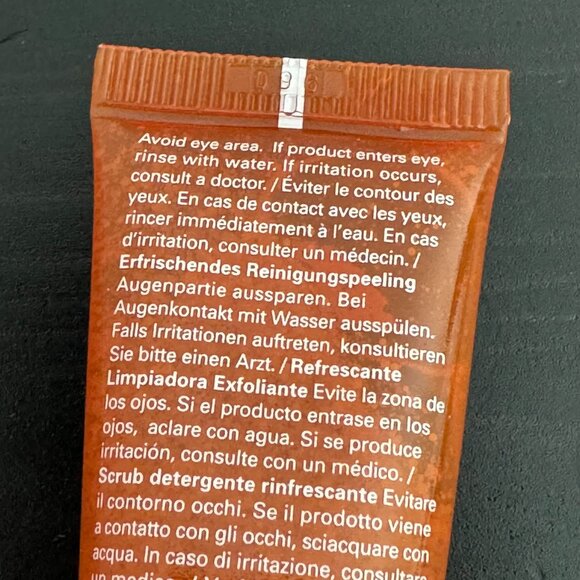 Avoid eye area. If product enters eye,
rinse with water. If irritation occurs,
consult a doctor. / Éviter le contour des
yeux. En cas de contact avec les yeux,
rincer immédiatement à l'eau. En cas
d'irritation, consulter un médecin. /
Erfrischendes Reinigungspeeling
Augenpartie aussparen. Bei
Augenkontakt mit Wasser ausspülen.
Falls Irritationen auftreten, konsultieren
Sie bitte einen Arzt. / Refrescante
Limpiadora Exfoliante Evite la zona de
los ojos. Si el producto entrase en los
ojos, aclare con agua. Si se produce
irritación, consulte con un médico. /
Scrub detergente rinfrescante Evitare
il contorno occhi. Se il prodotto viene
a contatto con gli occhi, sciacquare con
acqua. In caso di irritazione, consultare
un medico